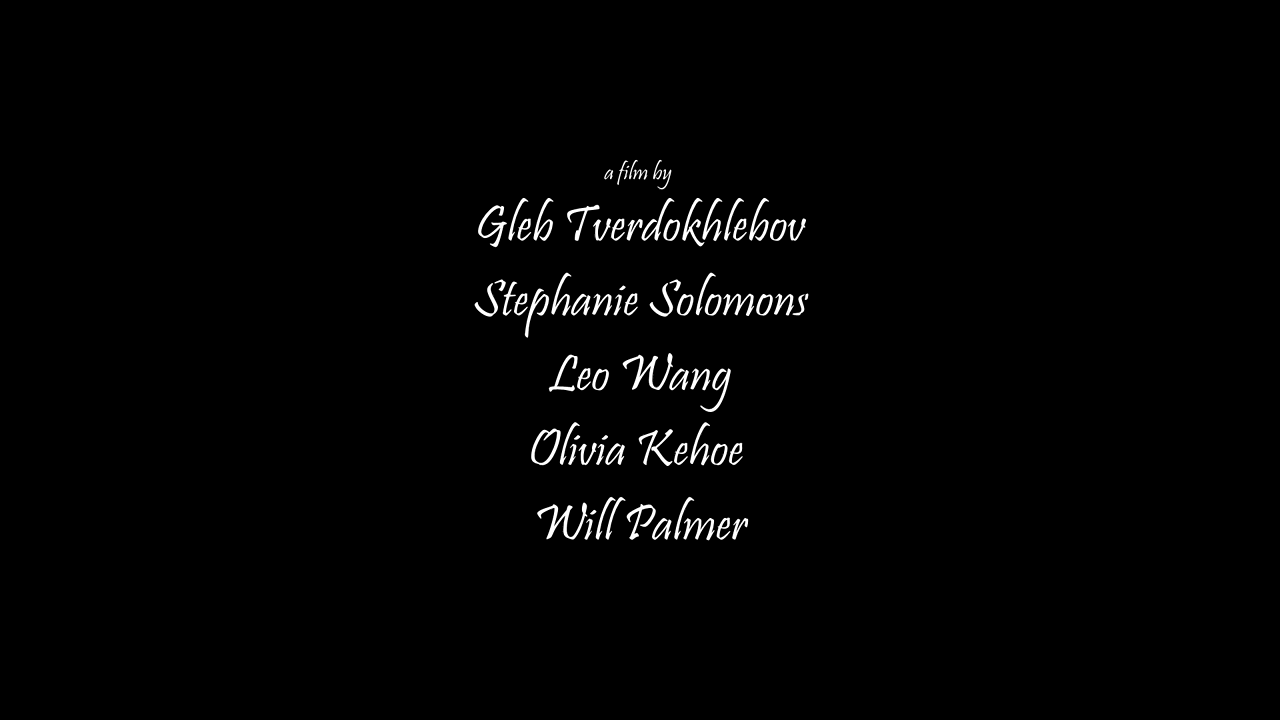 a film by
Gleb Tverdokhlebov
Stephanie Solomons
Leo Wang
Olivia Kehoe
Will Palmer